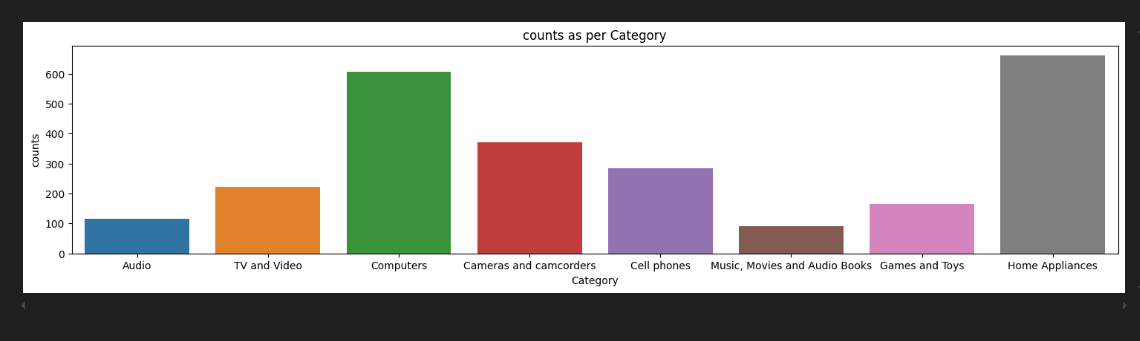 counts as per Category
600
500
400
300
200
100
0
counts
Audio TV and Video Computers Cameras and camcorders Cell phones Music, Movies and Audio Books Games and Toys Home Appliances
Category